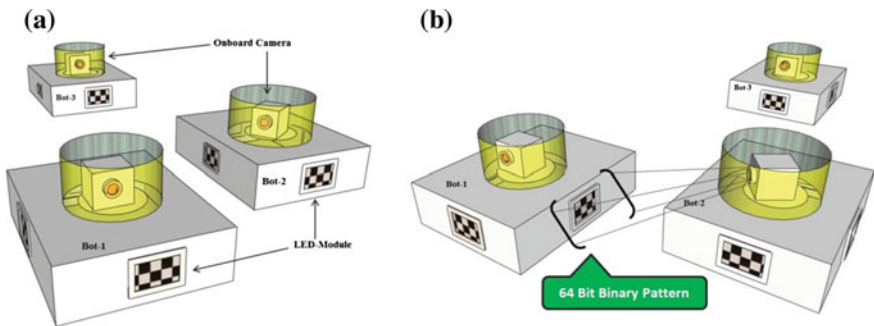 (a)
Onboard Camera
Bot-3
Bot-2
Bot-1
LED-Module
(b)
Bot-3
Bot-1
Bot-2
64 Bit Binary Pattern